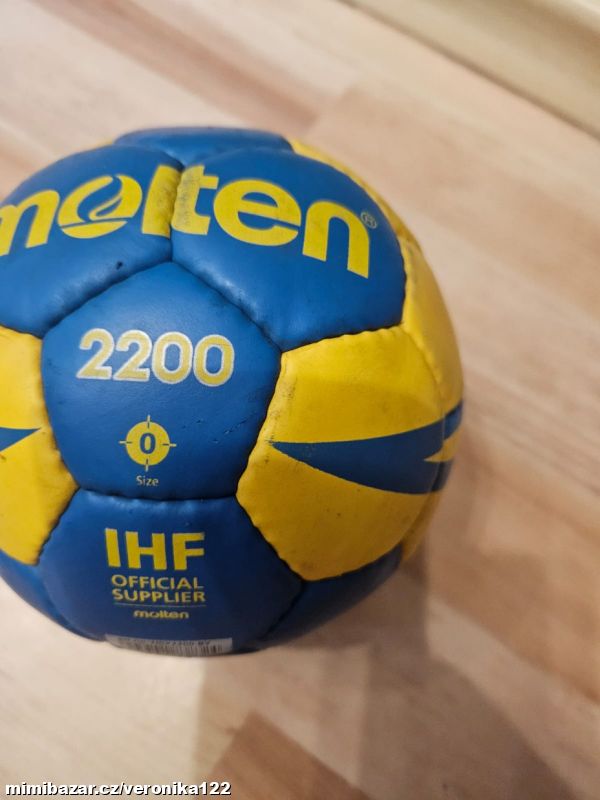 molten®
2200
0
Size
IHF
OFFICIAL
SUPPLIER
molten
mimibazar.cz/veronika122